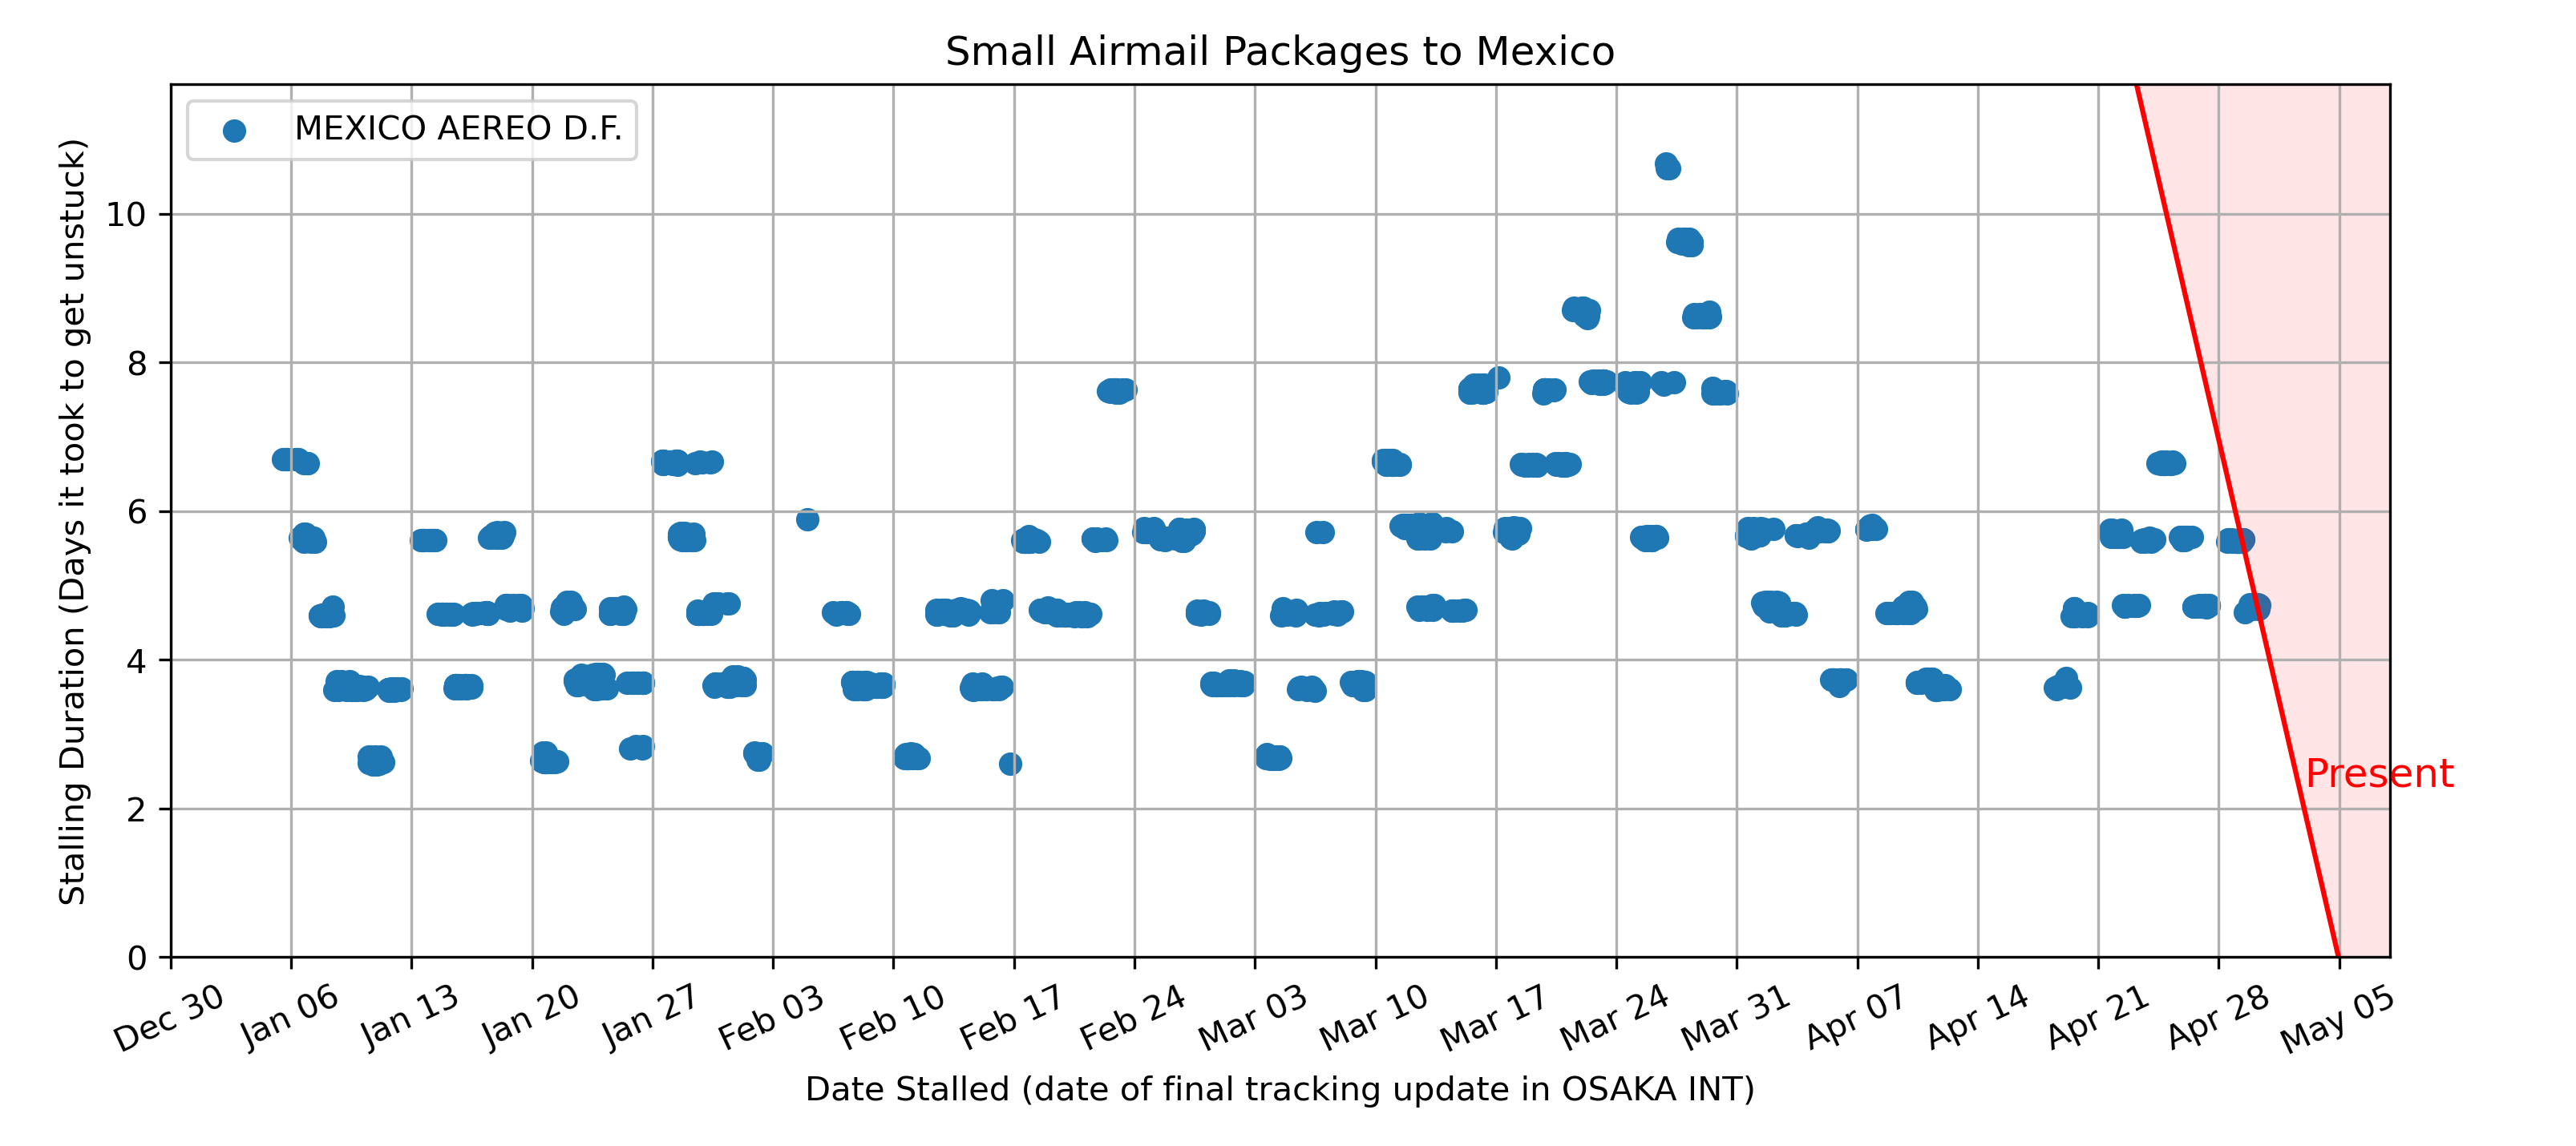 Small Airmail Packages to Mexico
MEXICO AEREO D.F.
Stalling Duration (Days it took to get unstuck)
10
8
6
4
2
0
Present
Dec 30 Jan 06 Jan 13 Jan 20 Jan 27 Feb 03 Feb 10 Feb 17 Feb 24 Mar 03 Mar 10 Mar 17 Mar 24 Mar 31 Apr 07 Apr 14 Apr 21 Apr 28 May 05
Date Stalled (date of final tracking update in OSAKA INT)